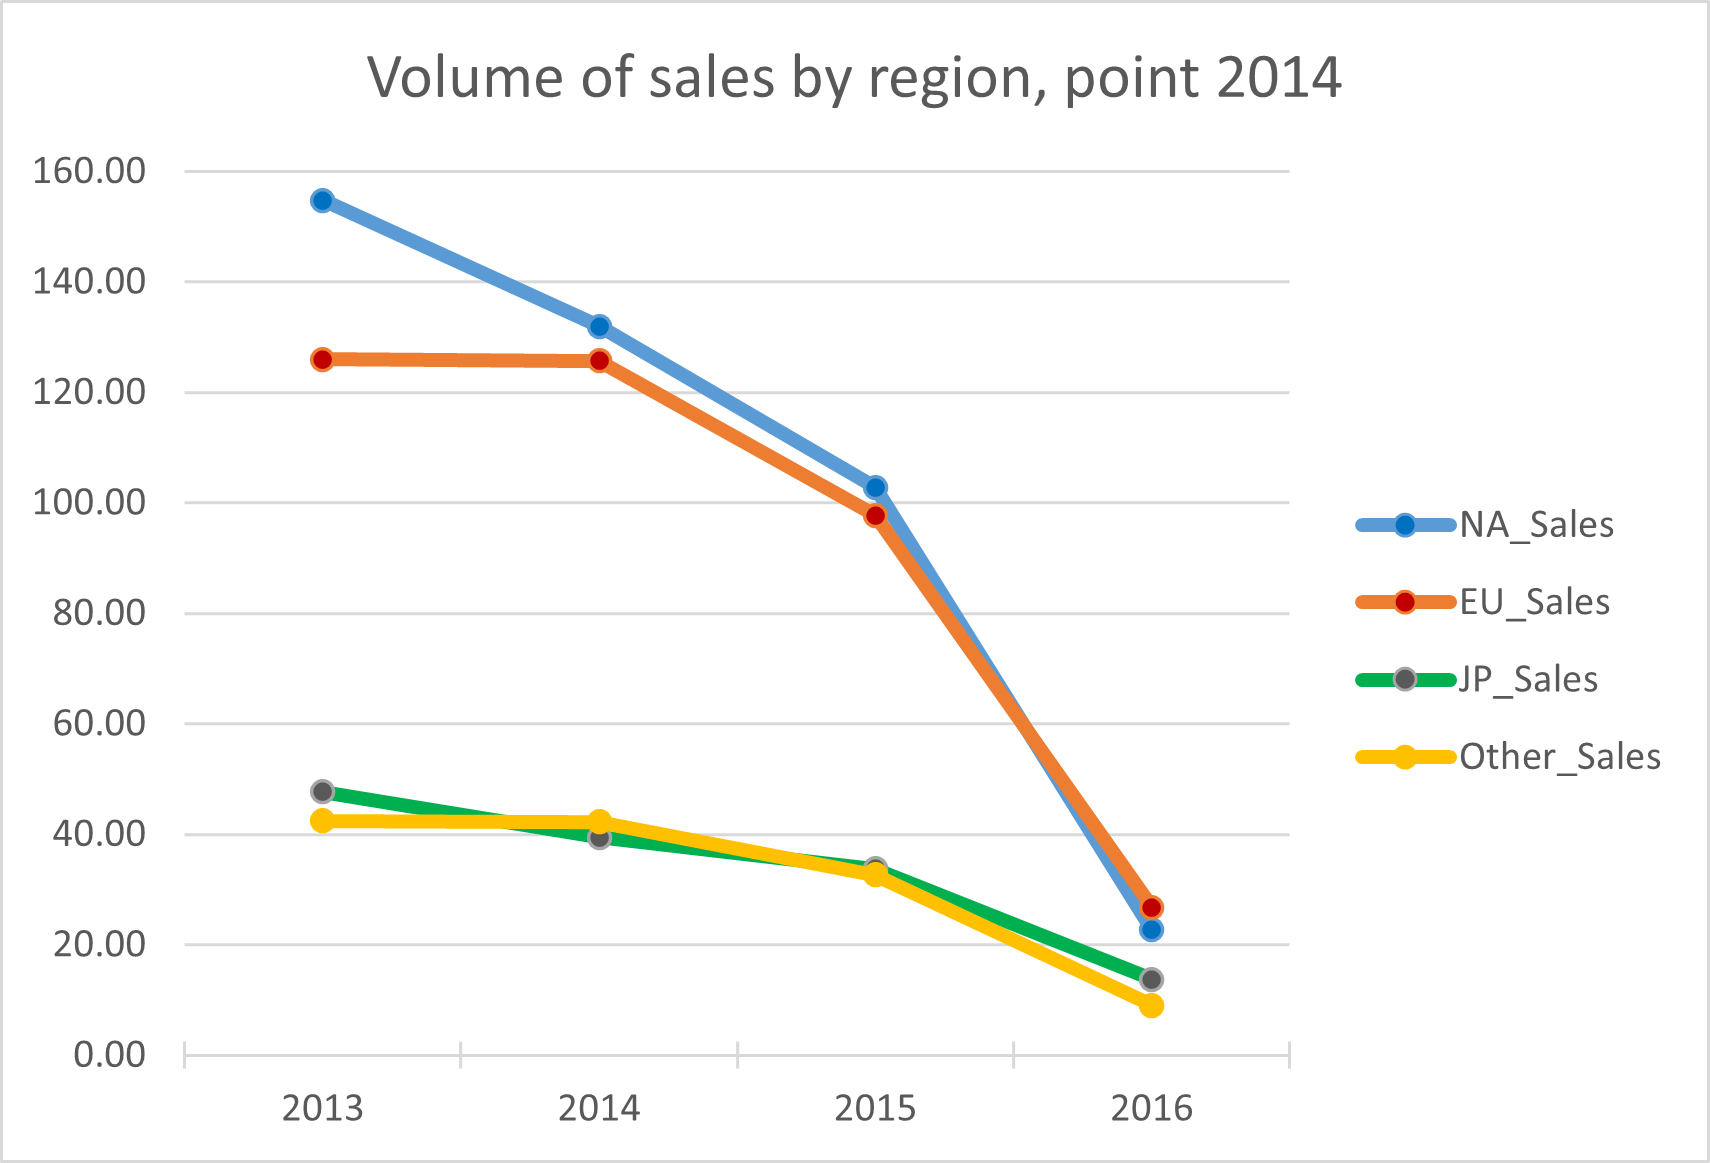 Volume of sales by region, point 2014
160.00
140.00
120.00
100.00
80.00
60.00
40.00
20.00
0.00
2013 2014 2015 2016
NA_Sales
EU_Sales
JP_Sales
Other_Sales